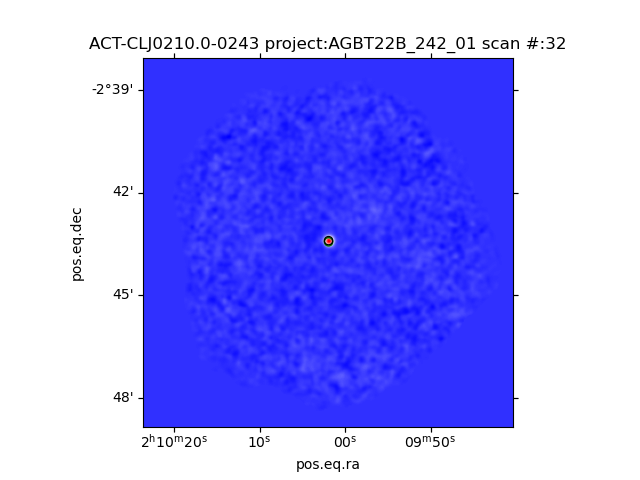 ACT-CLJ0210.0-0243 project:AGBT22B_242_01 scan #:32
-2°39'
42'
45'
48'
pos.eq.dec
2ʰ10ᵐ20ˢ 10ˢ 00ˢ 09ᵐ50ˢ
pos.eq.ra